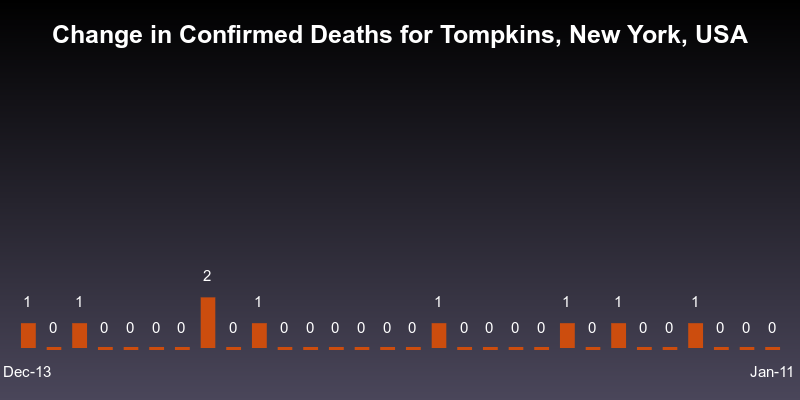 Change in Confirmed Deaths for Tompkins, New York, USA
2
1 1 1 1 1 1 1
0 0 0 0 0 0 0 0 0 0 0 0 0 0 0 0 0 0 0 0 0 0
Dec-13 Jan-11